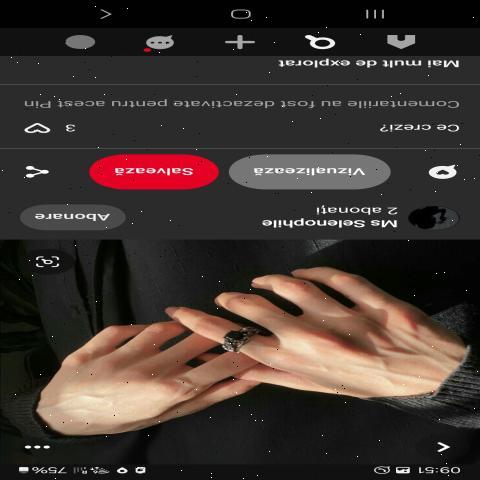 09:51
75%
Ms Selenophile
2 abonați
Abonare
Vizualizează
Salvează
Ce crezi?
3
Comentariile au fost dezactivate pentru acest Pin
Mai mult de explorat